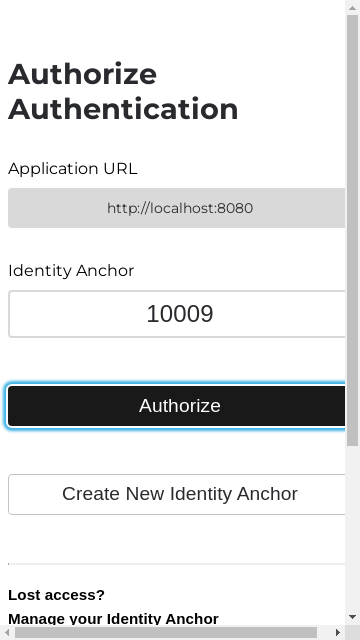 Authorize
Authentication
Application URL
http://localhost:8080
Identity Anchor
10009
Authorize
Create New Identity Anchor
Lost access?
Manage your Identity Anchor